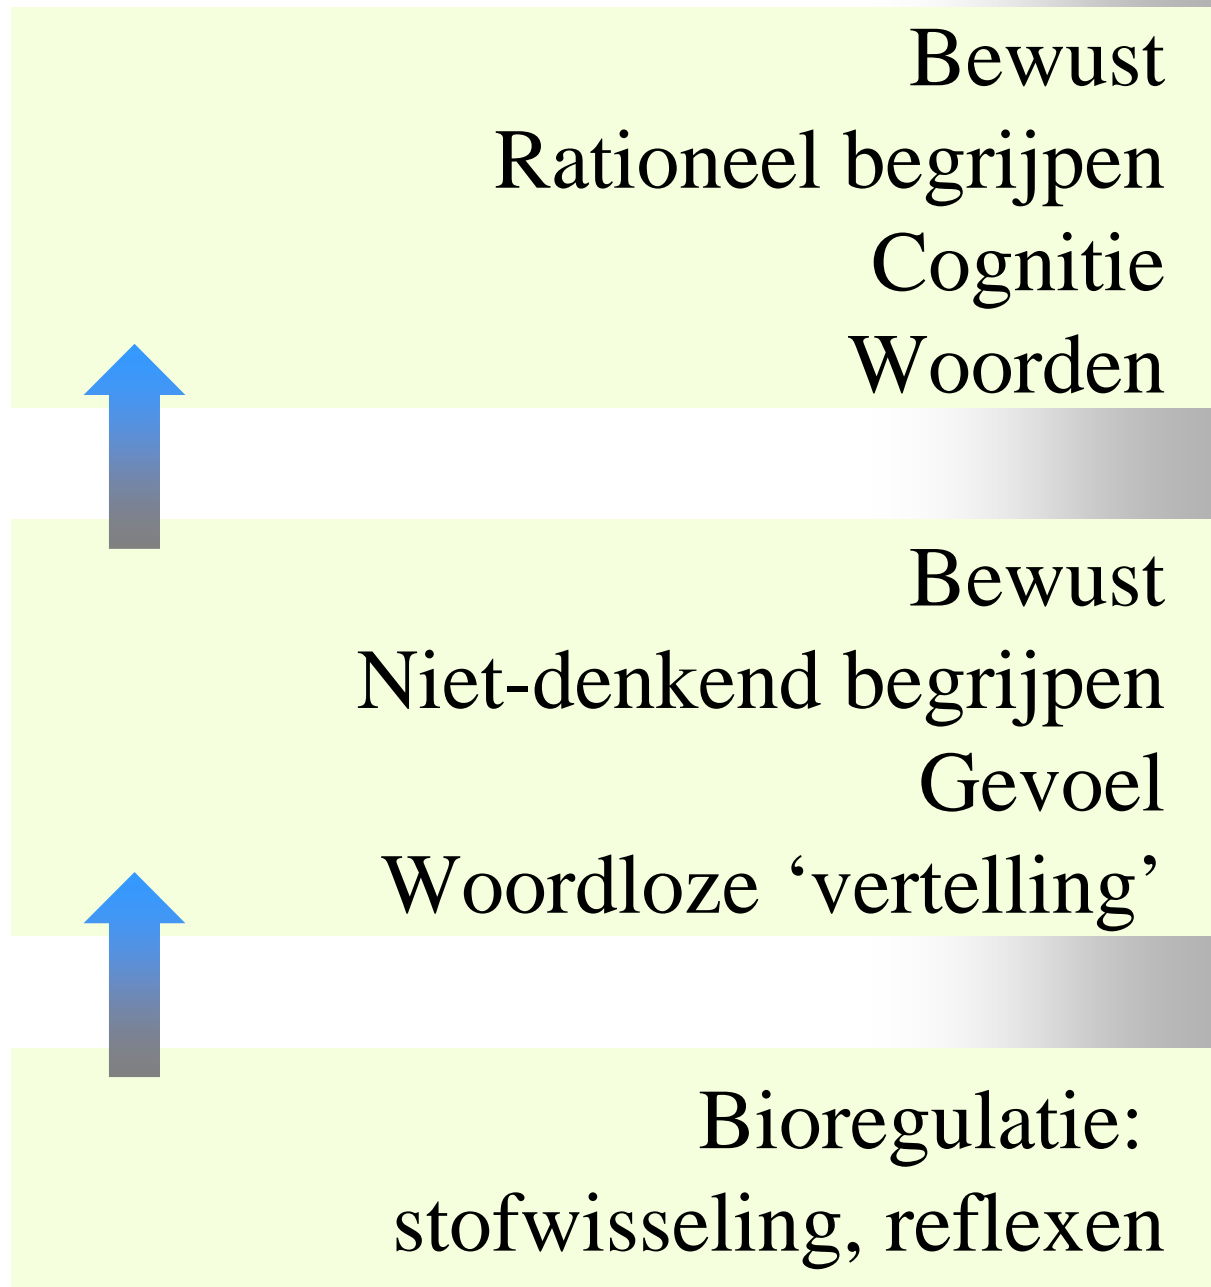 Bewust
Rationeel begrijpen
Cognitie
Woorden
Bewust
Niet-denkend begrijpen
Gevoel
Woordloze ‘vertelling’
Bioregulatie:
stofwisseling, reflexen